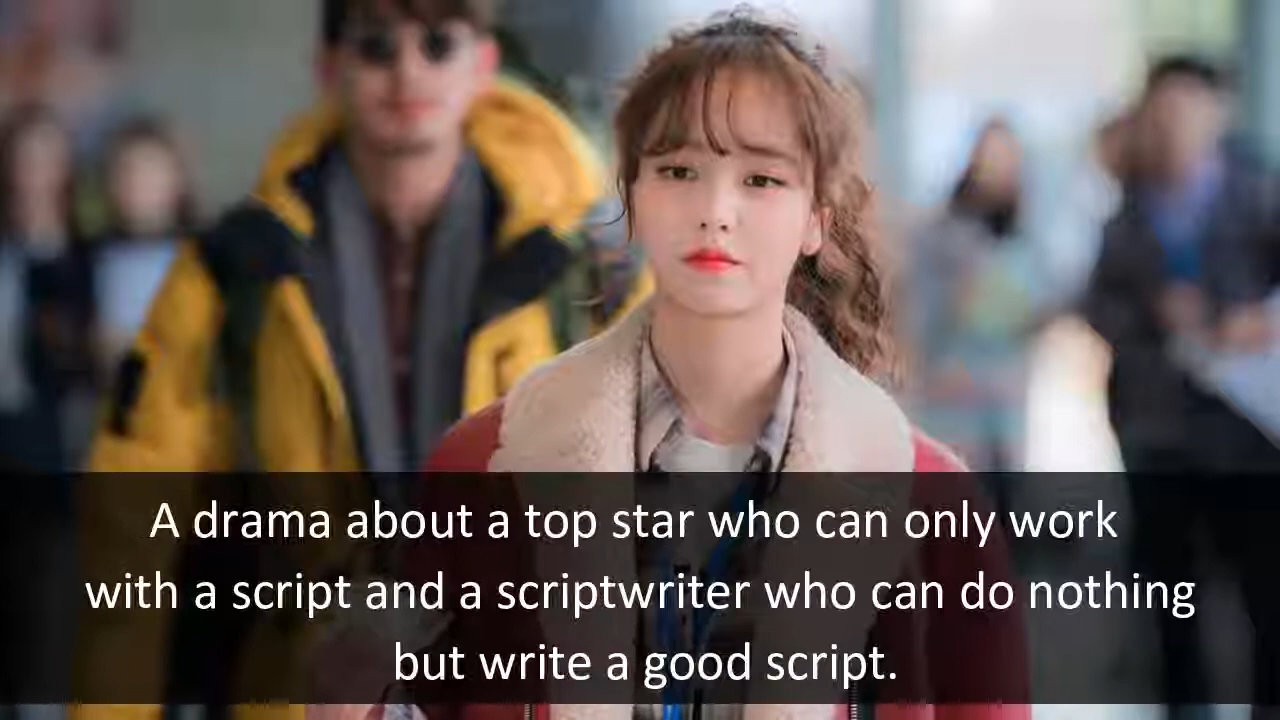 A drama about a top star who can only work
with a script and a scriptwriter who can do nothing
but write a good script.